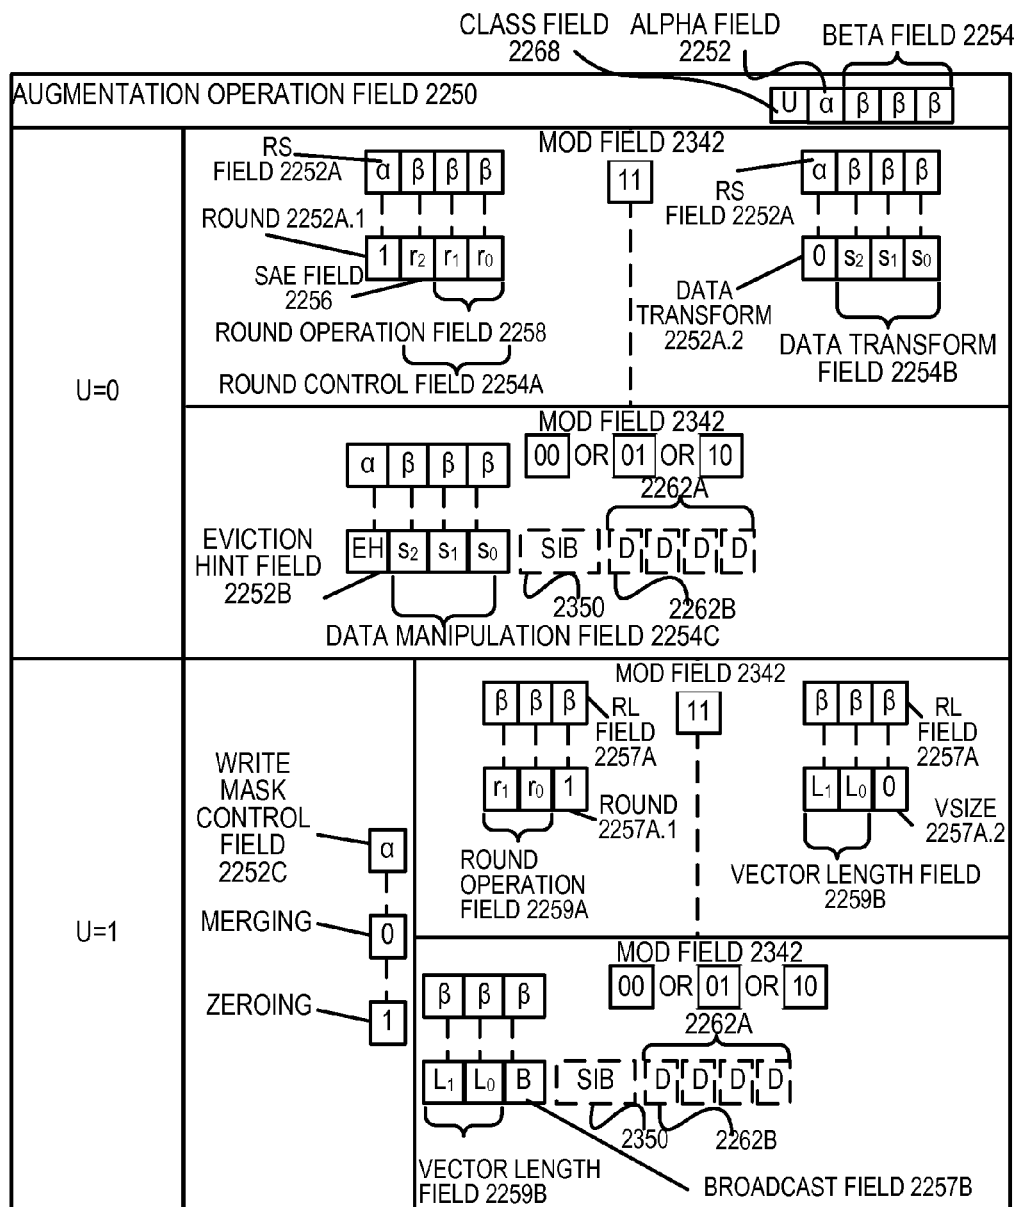 CLASS FIELD 2268
ALPHA FIELD 2252
BETA FIELD 2254
AUGMENTATION OPERATION FIELD 2250
U α β β β
U=0
MOD FIELD 2342
11
RS FIELD 2252A
α β β β
ROUND 2252A.1
1 r2 r1 r0
SAE FIELD 2256
ROUND OPERATION FIELD 2258
ROUND CONTROL FIELD 2254A
α β β β
RS FIELD 2252A
0 s2 s1 s0
DATA TRANSFORM 2252A.2
DATA TRANSFORM FIELD 2254B
MOD FIELD 2342
00 OR 01 OR 10
α β β β
2262A
EVICTION HINT FIELD 2252B
EH s2 s1 s0
SIB
D D D D
2350
2262B
DATA MANIPULATION FIELD 2254C
U=1
WRITE MASK CONTROL FIELD 2252C
α
MERGING
0
ZEROING
1
MOD FIELD 2342
11
β β β
RL FIELD 2257A
r1 r0 1
ROUND 2257A.1
ROUND OPERATION FIELD 2259A
β β β
RL FIELD 2257A
L1 L0 0
VSIZE 2257A.2
VECTOR LENGTH FIELD 2259B
MOD FIELD 2342
00 OR 01 OR 10
β β β
2262A
L1 L0 B
SIB
D D D D
2350
2262B
VECTOR LENGTH FIELD 2259B
BROADCAST FIELD 2257B